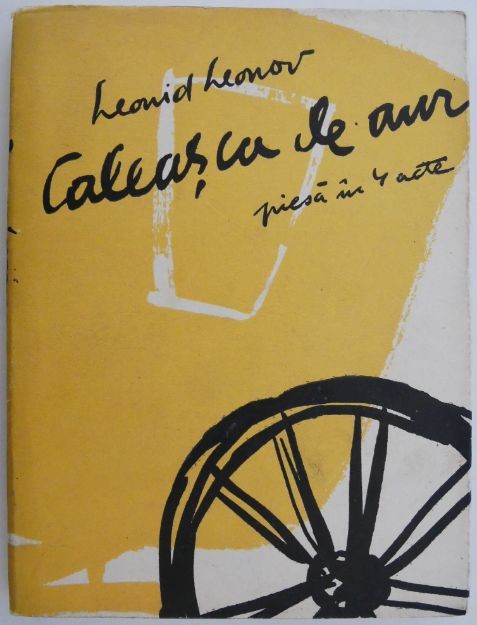 Leonid Leonov
Caleașca de aur
piesă în 4 acte